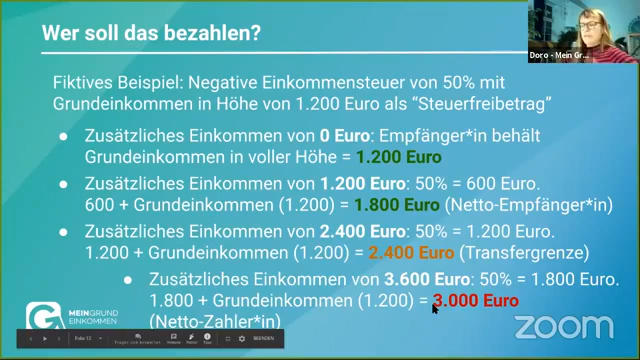 Wer soll das bezahlen?
Doro - Mein Gr...
Fiktives Beispiel: Negative Einkommensteuer von 50% mit
Grundeinkommen in Höhe von 1.200 Euro als “Steuerfreibetrag”
● Zusätzliches Einkommen von 0 Euro: Empfänger*in behält
Grundeinkommen in voller Höhe = 1.200 Euro
● Zusätzliches Einkommen von 1.200 Euro: 50% = 600 Euro.
600 + Grundeinkommen (1.200) = 1.800 Euro (Netto-Empfänger*in)
● Zusätzliches Einkommen von 2.400 Euro: 50% = 1.200 Euro.
1.200 + Grundeinkommen (1.200) = 2.400 Euro (Transfergrenze)
● Zusätzliches Einkommen von 3.600 Euro: 50% = 1.800 Euro.
1.800 + Grundeinkommen (1.200) = 3.000 Euro
(Netto-Zahler*in)
MEINGRUND
EINKOMMEN
zoom
Folie 12
BEENDEN